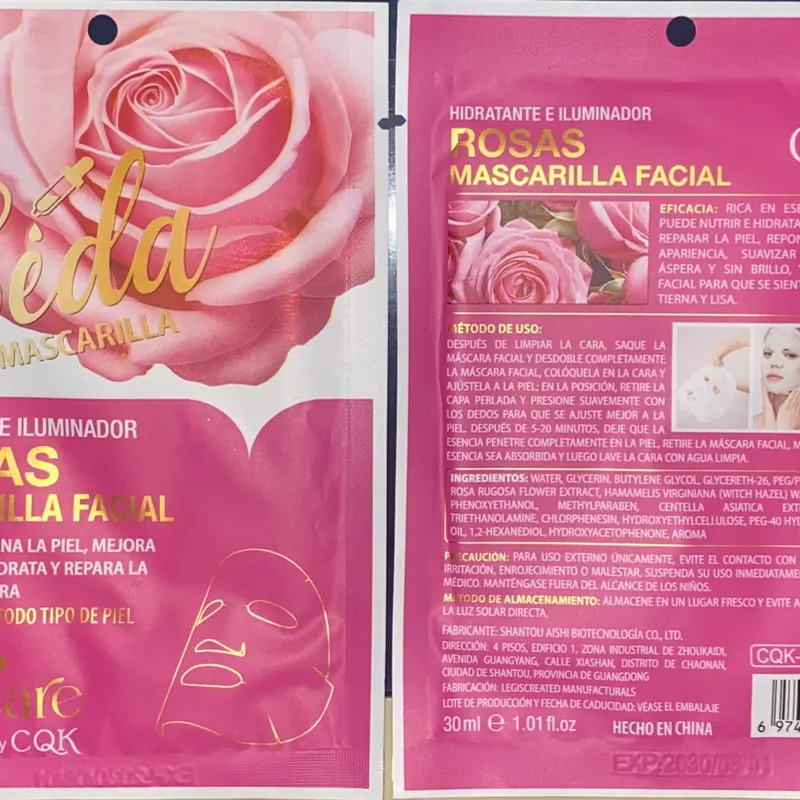 eda
MASCARILLA
E ILUMINADOR
AS
ILLA FACIAL
NA LA PIEL, MEJORA
DRATA Y REPARA LA
RA
TODO TIPO DE PIEL
are
y CQK
HIDRATANTE E ILUMINADOR
ROSAS
MASCARILLA FACIAL
EFICACIA: RICA EN ESE
PUEDE NUTRIR E HIDRATA
REPARAR LA PIEL, REPON
APARIENCIA, SUAVIZAR
ÁSPERA Y SIN BRILLO,
FACIAL PARA QUE SE SIENT
TIERNA Y LISA.
MÉTODO DE USO:
DESPUÉS DE LIMPIAR LA CARA, SAQUE LA
MÁSCARA FACIAL Y DESDOBLE COMPLETAMENTE
LA MÁSCARA FACIAL, COLÓQUELA EN LA CARA Y
AJÚSTELA A LA PIEL; EN LA POSICIÓN, RETIRE LA
CAPA PERLADA Y PRESIONE SUAVEMENTE CON
LOS DEDOS PARA QUE SE AJUSTE MEJOR A LA
PIEL. DESPUÉS DE 5-20 MINUTOS, DEJE QUE LA
ESENCIA PENETRE COMPLETAMENTE EN LA PIEL, RETIRE LA MÁSCARA FACIAL, M
ESENCIA SEA ABSORBIDA Y LUEGO LAVE LA CARA CON AGUA LIMPIA.
INGREDIENTOS: WATER, GLYCERIN, BUTYLENE GLYCOL, GLYCERETH-26, PEG/P
ROSA RUGOSA FLOWER EXTRACT, HAMAMELIS VIRGINIANA (WITCH HAZEL) W
PHENOXYETHANOL, METHYLPARABEN, CENTELLA ASIATICA EXT
TRIETHANOLAMINE, CHLORPHENESIN, HYDROXYETHYLCELLULOSE, PEG-40 HY
OIL, 1,2-HEXANEDIOL, HYDROXYACETOPHENONE, AROMA
PRECAUCIÓN: PARA USO EXTERNO ÚNICAMENTE, EVITE EL CONTACTO CON
IRRITACIÓN, ENROJECIMIENTO O MALESTAR, SUSPENDA SU USO INMEDIATAME
MÉDICO. MANTÉNGASE FUERA DEL ALCANCE DE LOS NIÑOS.
MÉTODO DE ALMACENAMIENTO: ALMACENE EN UN LUGAR FRESCO Y EVITE A
LA LUZ SOLAR DIRECTA.
FABRICANTE: SHANTOU AISHI BIOTECNOLOGÍA CO., LTD.
DIRECCIÓN: 4 PISOS, EDIFICIO 1, ZONA INDUSTRIAL DE ZHOUKAIDI,
AVENIDA GUANGYANG, CALLE XIASHAN, DISTRITO DE CHAONAN,
CIUDAD DE SHANTOU, PROVINCIA DE GUANGDONG
FABRICACIÓN: LEGISCREATED MANUFACTURALS
LOTE DE PRODUCCIÓN Y FECHA DE CADUCIDAD: VÉASE EL EMBALAJE
30ml e 1.01fl.oz HECHO EN CHINA
CQK-
6 974